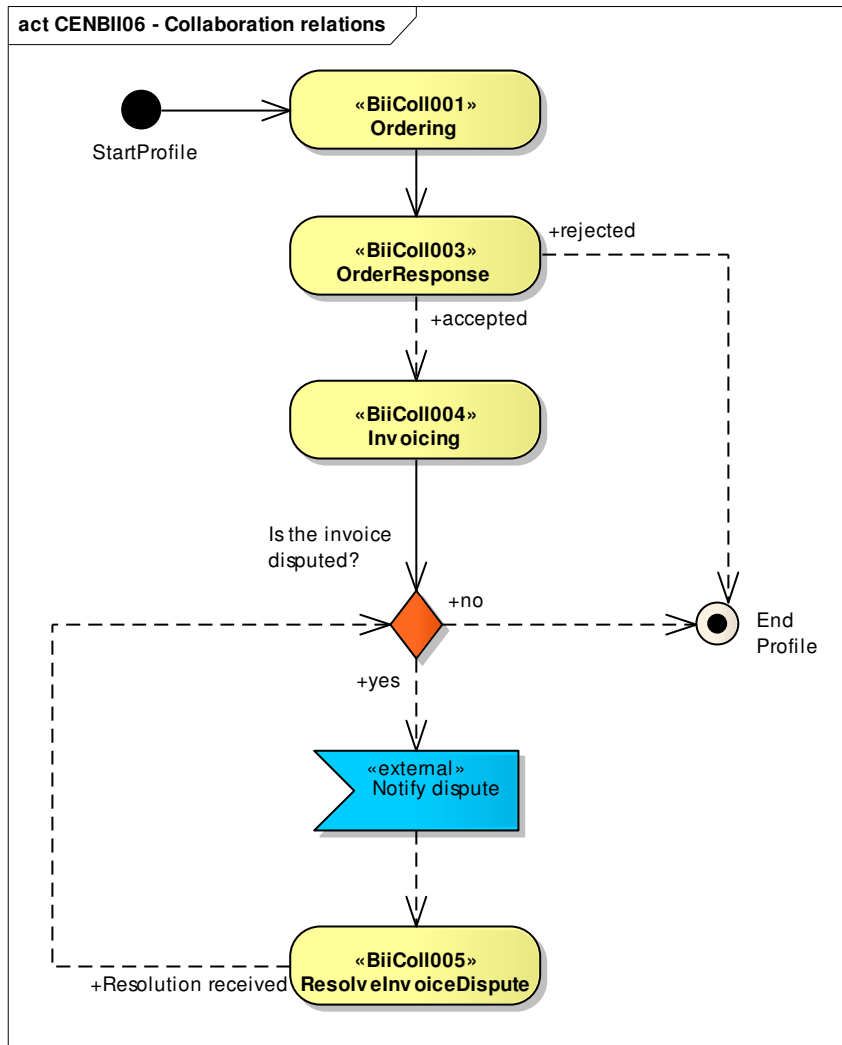 act CENBII06 - Collaboration relations
«BiiColl001»
Ordering
StartProfile
«BiiColl003»
OrderResponse
+rejected
+accepted
«BiiColl004»
Invoicing
Is the invoice
disputed?
+no
End
Profile
+yes
«external»
Notify dispute
«BiiColl005»
ResolveInvoiceDispute
+Resolution received